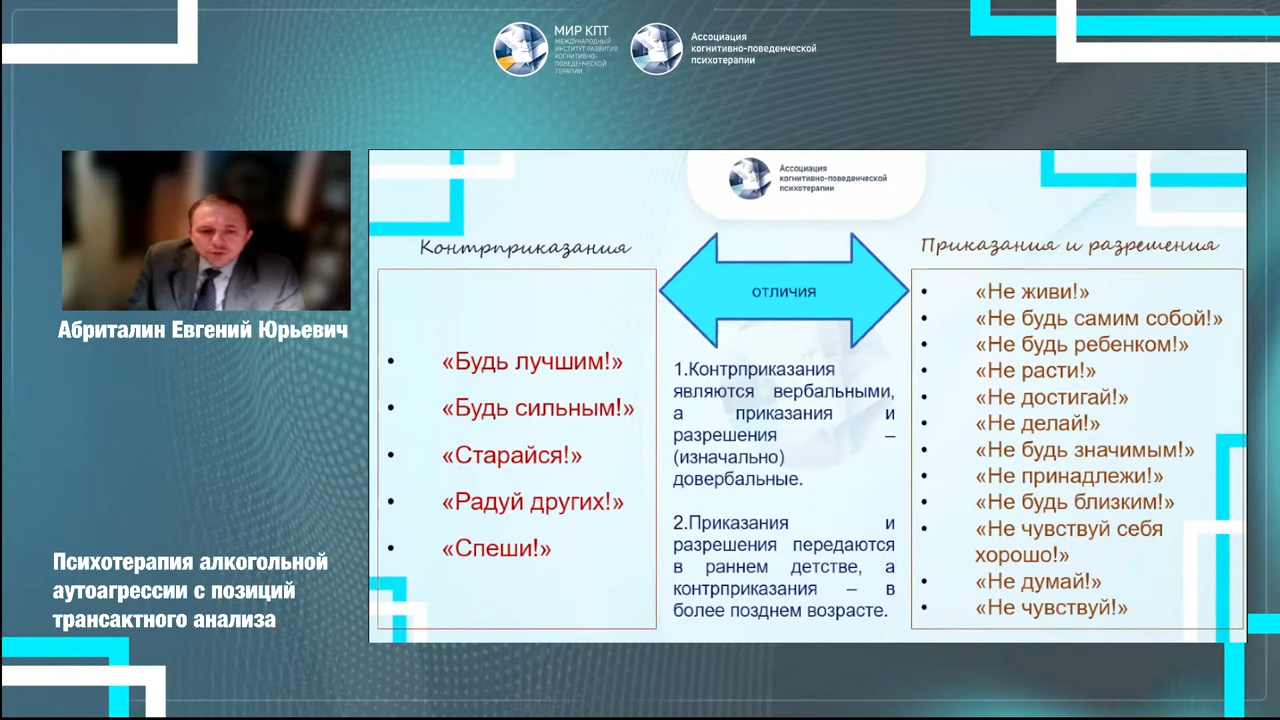 МИР КПТ
МЕЖДУНАРОДНЫЙ
ИНСТИТУТ РАЗВИТИЯ
КОГНИТИВНО-
ПОВЕДЕНЧЕСКОЙ
ТЕРАПИИ
Ассоциация
когнитивно-поведенческой
психотерапии
Абриталин Евгений Юрьевич
Психотерапия алкогольной
аутоагрессии с позиций
трансактного анализа
Ассоциация
когнитивно-поведенческой
психотерапии
Контрприказания
• «Будь лучшим!»
• «Будь сильным!»
• «Старайся!»
• «Радуй других!»
• «Спеши!»
отличия
1.Контрприказания
являются вербальными,
а приказания и
разрешения –
(изначально)
довербальные.
2.Приказания и
разрешения передаются
в раннем детстве, а
контрприказания – в
более позднем возрасте.
Приказания и разрешения
• «Не живи!»
• «Не будь самим собой!»
• «Не будь ребенком!»
• «Не расти!»
• «Не достигай!»
• «Не делай!»
• «Не будь значимым!»
• «Не принадлежи!»
• «Не будь близким!»
• «Не чувствуй себя
хорошо!»
• «Не думай!»
• «Не чувствуй!»